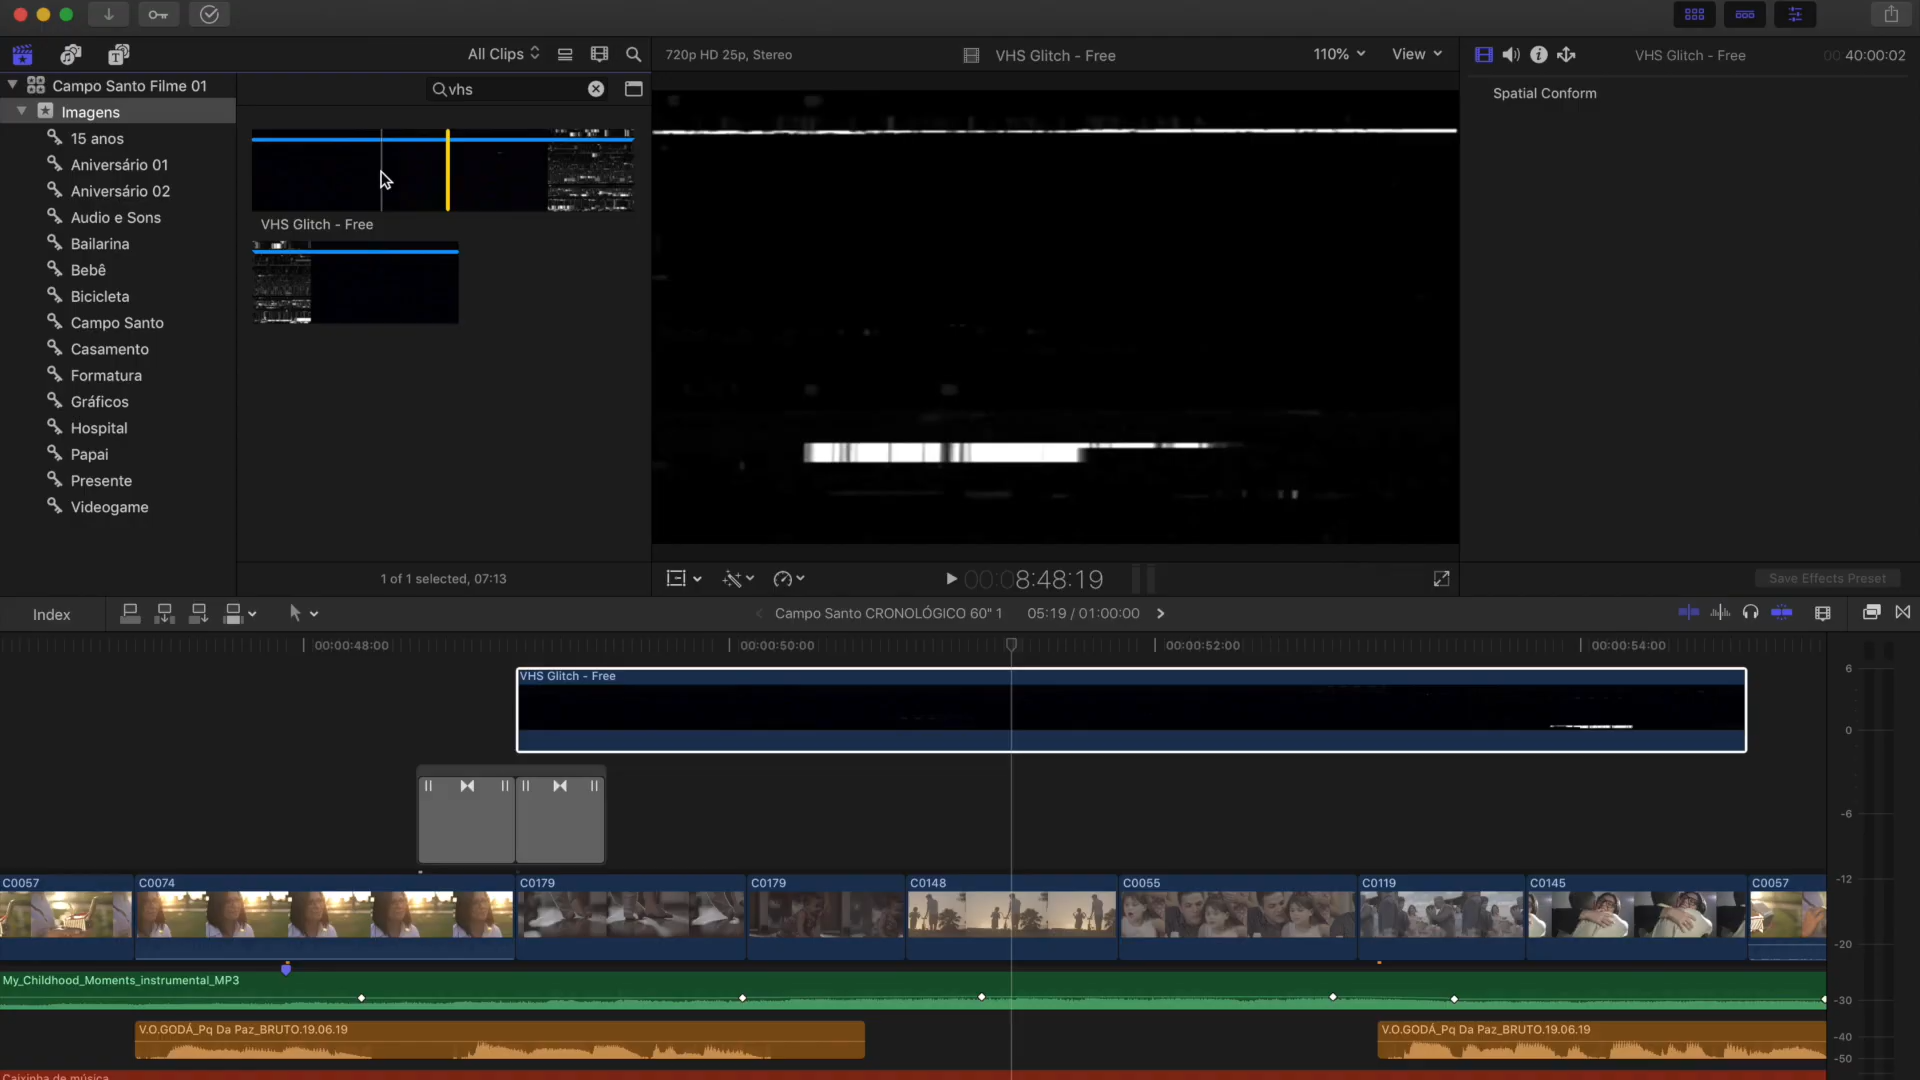 All Clips
720p HD 25p, Stereo
VHS Glitch - Free
110%
View
VHS Glitch - Free
00:40:00:02
Campo Santo Filme 01
vhs
Spatial Conform
Imagens
15 anos
Aniversário 01
Aniversário 02
Audio e Sons
Bailarina
Bebê
Bicicleta
Campo Santo
Casamento
Formatura
Gráficos
Hospital
Papai
Presente
Videogame
VHS Glitch - Free
1 of 1 selected, 07:13
00:08:48:19
Save Effects Preset
Index
Campo Santo CRONOLÓGICO 60" 1
05:19 / 01:00:00
00:00:48:00
00:00:50:00
00:00:52:00
00:00:54:00
VHS Glitch - Free
6
0
-6
-12
-20
-30
-40
-50
C0057
C0074
C0179
C0179
C0148
C0055
C0119
C0145
C0057
My_Childhood_Moments_instrumental_MP3
V.O.GODÁ_Pq Da Paz_BRUTO.19.06.19
V.O.GODÁ_Pq Da Paz_BRUTO.19.06.19
Caixinha de música